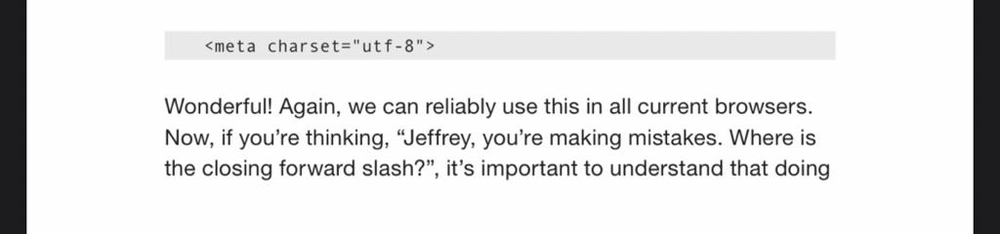 <meta charset="utf-8">
Wonderful! Again, we can reliably use this in all current browsers.
Now, if you’re thinking, “Jeffrey, you’re making mistakes. Where is
the closing forward slash?”, it’s important to understand that doing